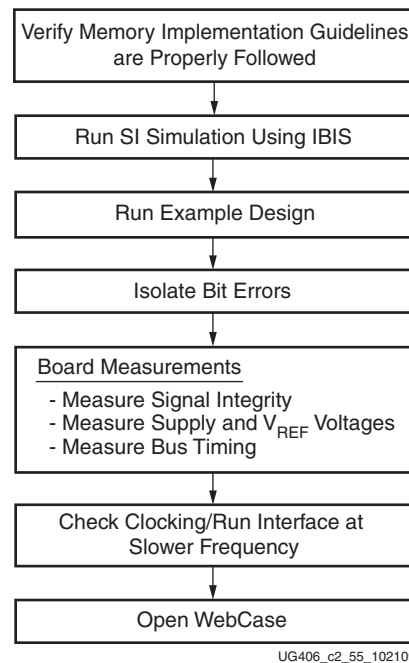 Verify Memory Implementation Guidelines
are Properly Followed
Run SI Simulation Using IBIS
Run Example Design
Isolate Bit Errors
Board Measurements
- Measure Signal Integrity
- Measure Supply and VREF Voltages
- Measure Bus Timing
Check Clocking/Run Interface at
Slower Frequency
Open WebCase
UG406_c2_55_10210